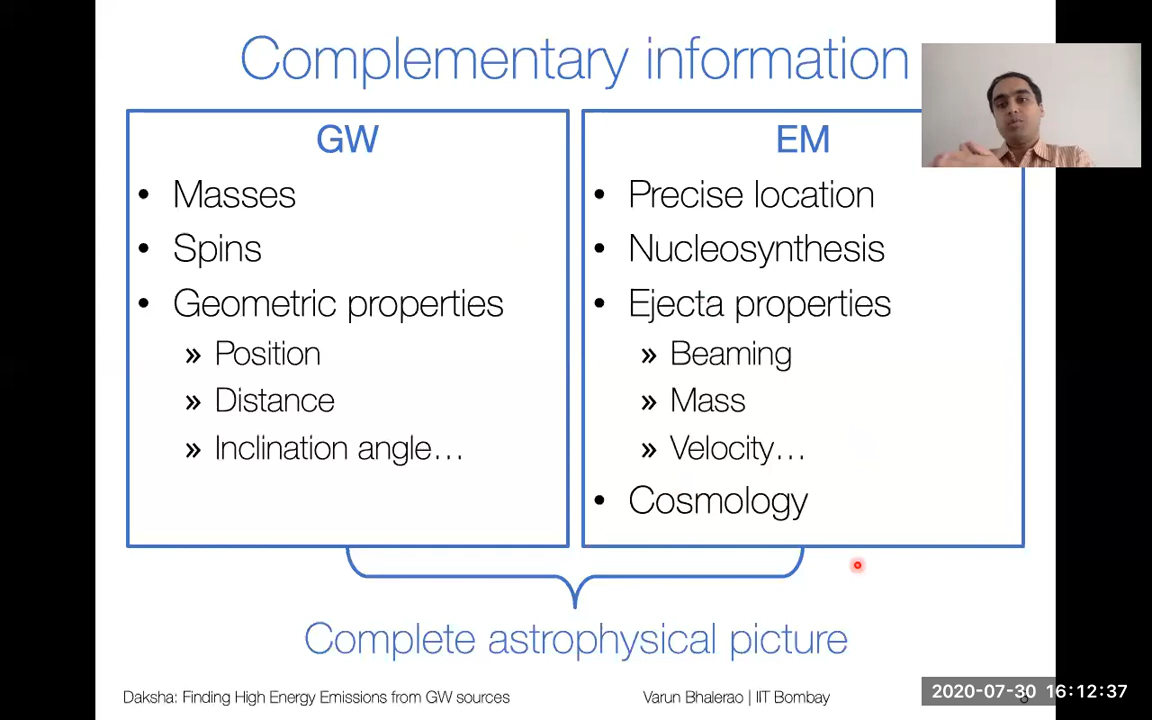 Complementary information
GW
• Masses
• Spins
• Geometric properties
» Position
» Distance
» Inclination angle…
EM
• Precise location
• Nucleosynthesis
• Ejecta properties
» Beaming
» Mass
» Velocity…
• Cosmology
Complete astrophysical picture
Daksha: Finding High Energy Emissions from GW sources
Varun Bhalerao | IIT Bombay
2020-07-30 16:12:37